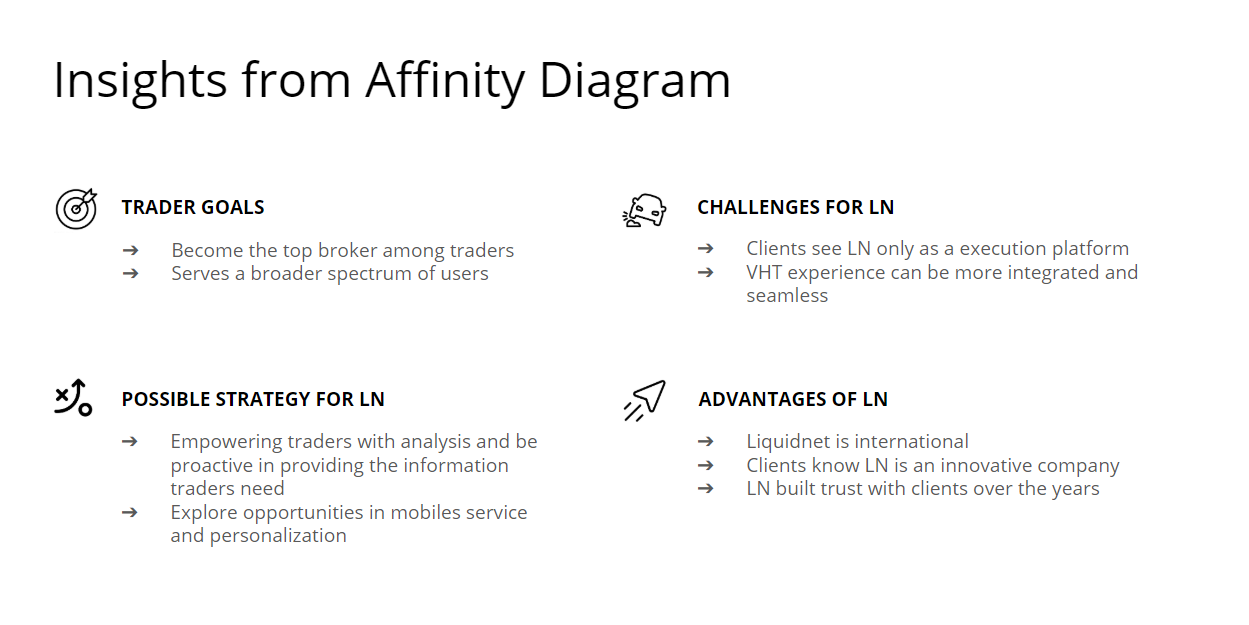 Insights from Affinity Diagram
TRADER GOALS
➔ Become the top broker among traders
➔ Serves a broader spectrum of users
CHALLENGES FOR LN
➔ Clients see LN only as a execution platform
➔ VHT experience can be more integrated and
seamless
POSSIBLE STRATEGY FOR LN
➔ Empowering traders with analysis and be
proactive in providing the information
traders need
➔ Explore opportunities in mobiles service
and personalization
ADVANTAGES OF LN
➔ Liquidnet is international
➔ Clients know LN is an innovative company
➔ LN built trust with clients over the years